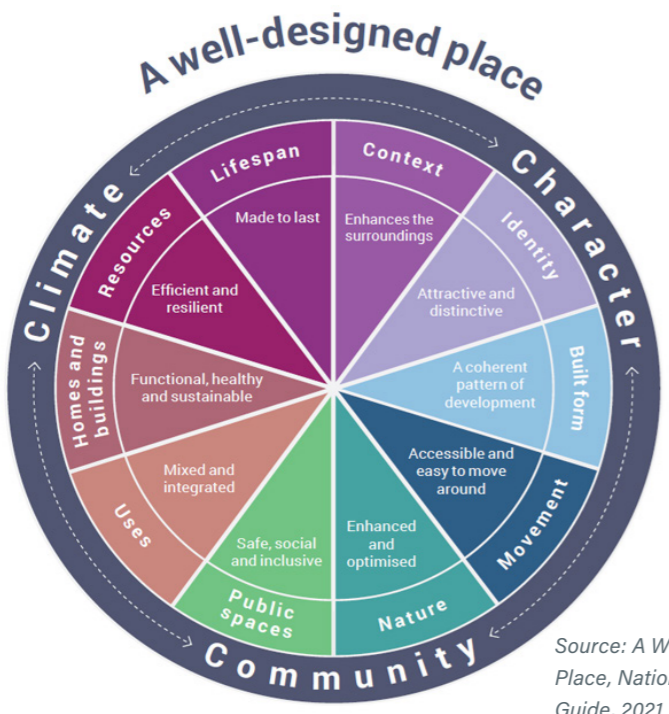 A well-designed place
Climate
Character
Community
Context
Enhances the
surroundings
Identity
Attractive and
distinctive
Built form
A coherent
pattern of
development
Movement
Accessible and
easy to move
around
Nature
Enhanced
and
optimised
Public
spaces
Safe, social
and inclusive
Uses
Mixed and
integrated
Homes and
buildings
Functional, healthy
and sustainable
Resources
Efficient and
resilient
Lifespan
Made to last
Source: A W
Place, Nation
Guide, 2021